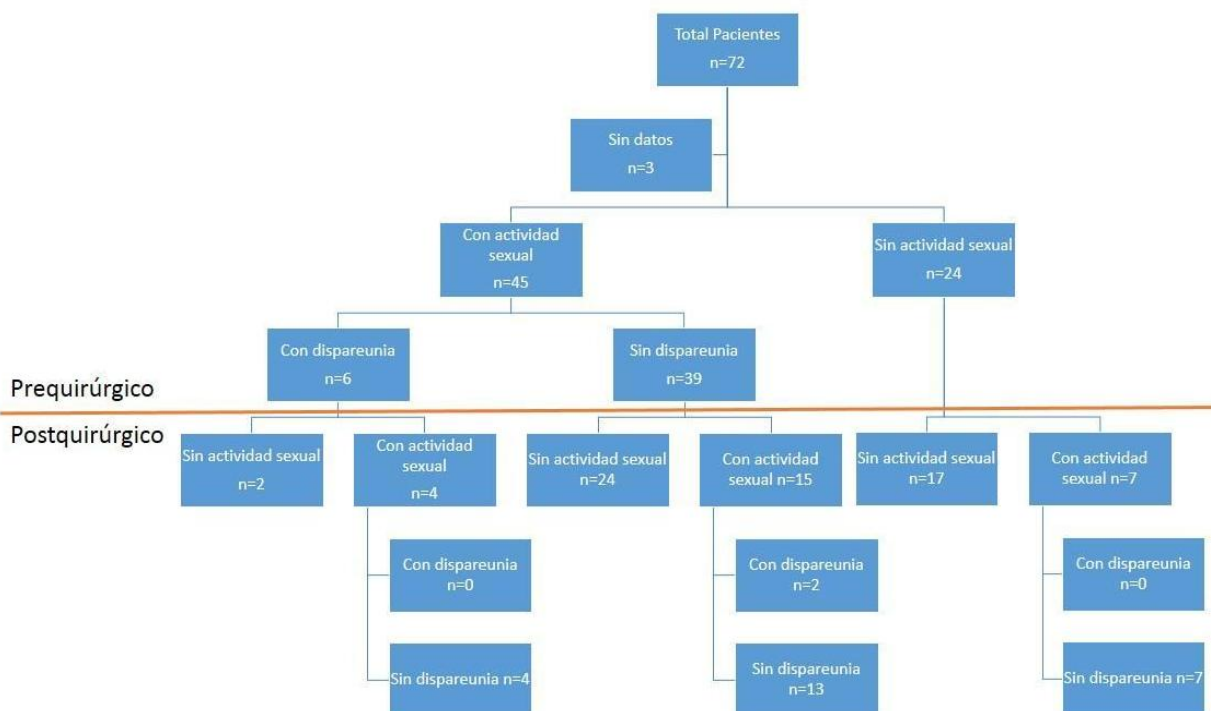 Total Pacientes
n=72
Sin datos
n=3
Con actividad
sexual
n=45
Sin actividad sexual
n=24
Con dispareunia
n=6
Sin dispareunia
n=39
Prequirúrgico
Postquirúrgico
Sin actividad sexual
n=2
Con actividad
sexual
n=4
Sin actividad sexual
n=24
Con actividad
sexual n=15
Sin actividad sexual
n=17
Con actividad
sexual n=7
Con dispareunia
n=0
Con dispareunia
n=2
Con dispareunia
n=0
Sin dispareunia n=4
Sin dispareunia
n=13
Sin dispareunia n=7